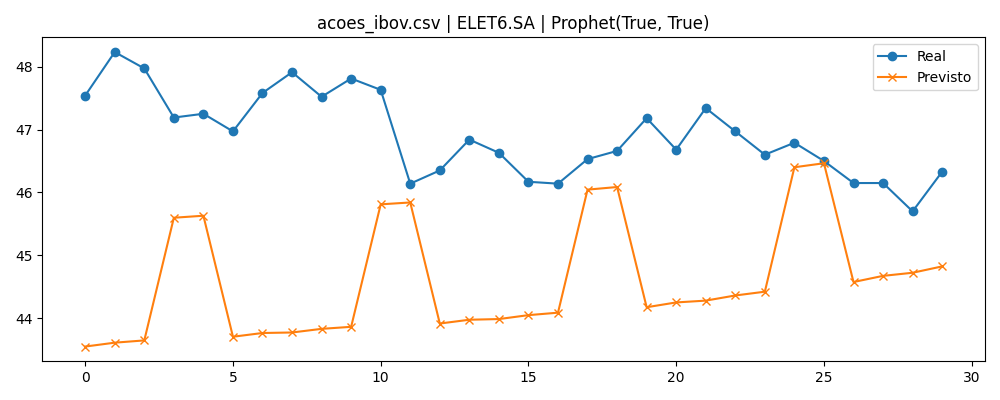 acoes_ibov.csv | ELET6.SA | Prophet(True, True)
Real
Previsto
48
47
46
45
44
0 5 10 15 20 25 30